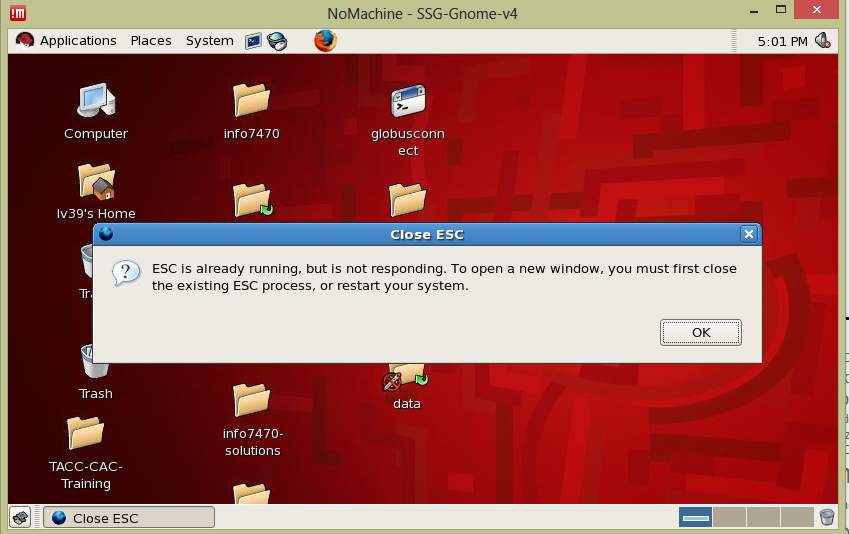 !M
NoMachine - SSG-Gnome-v4
Applications Places System
5:01 PM
Computer
info7470
globusconn
ect
lv39's Home
Close ESC
ESC is already running, but is not responding. To open a new window, you must first close
the existing ESC process, or restart your system.
OK
Trash
data
info7470-
solutions
TACC-CAC-
Training
Close ESC